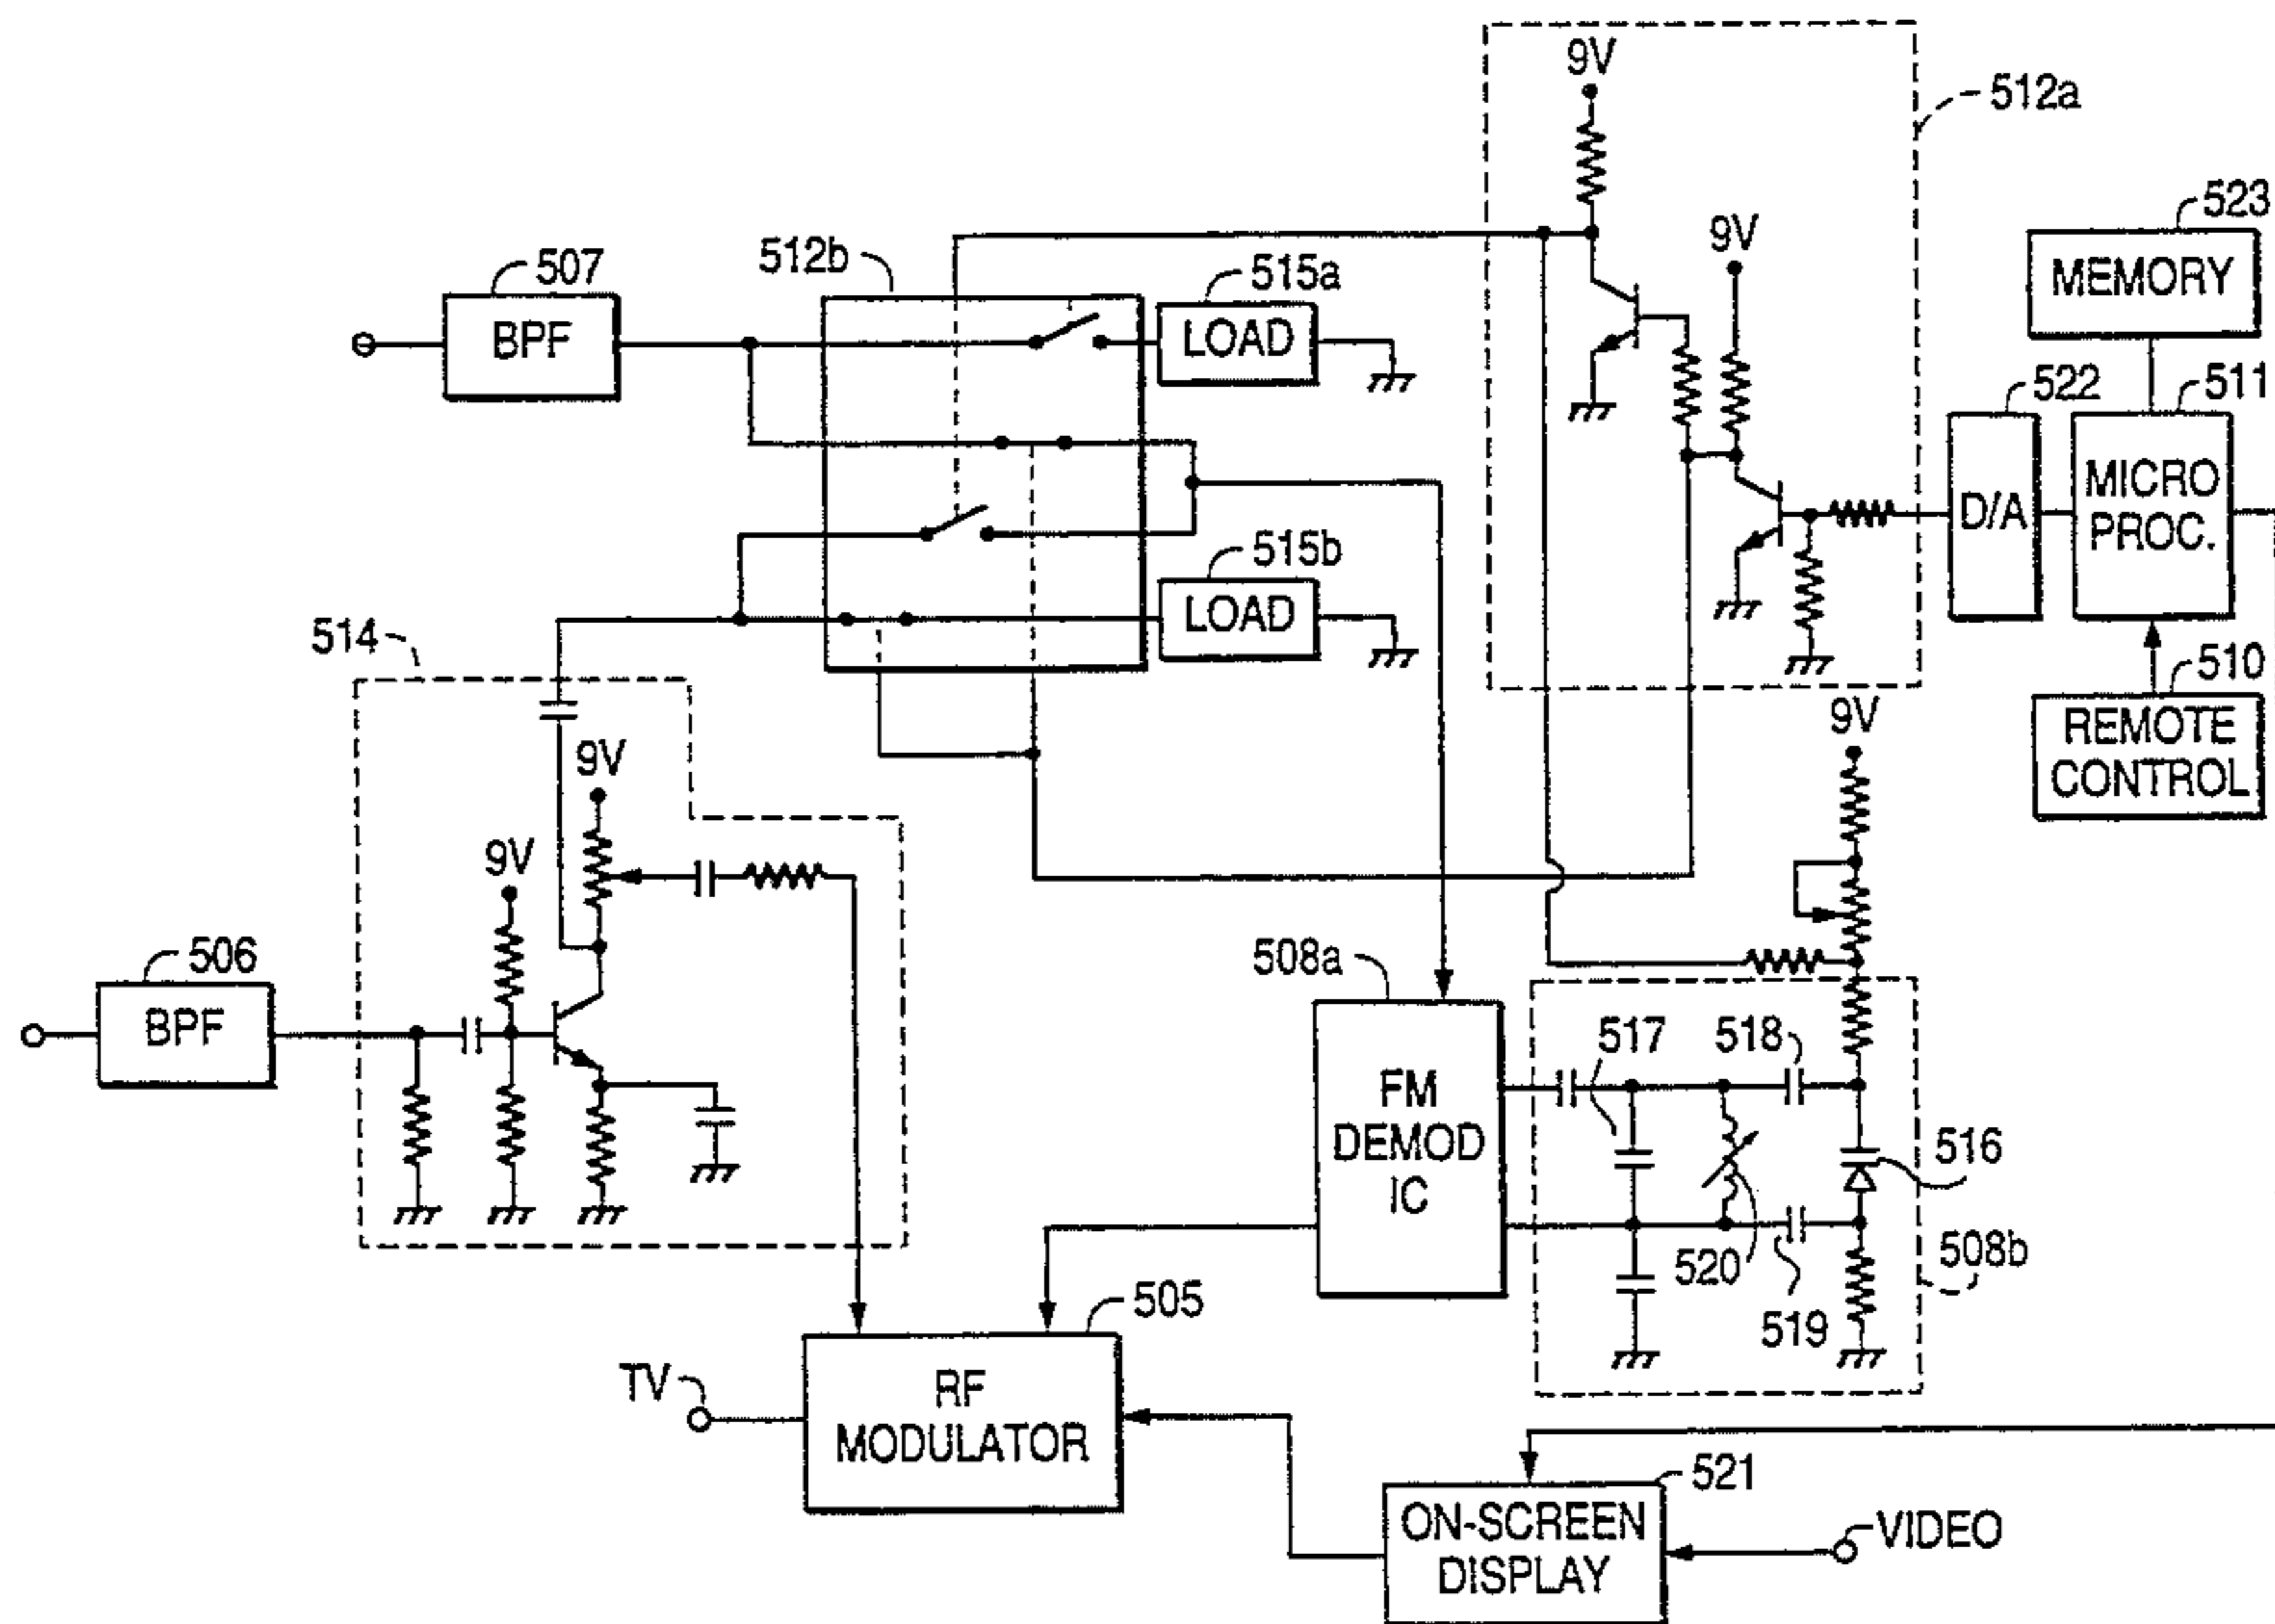 9V
512a
523
MEMORY
9V
507
BPF
512b
515a
LOAD
522
D/A
511
MICRO
PROC.
515b
LOAD
514
510
REMOTE
CONTROL
9V
9V
9V
506
BPF
508a
FM
DEMOD
IC
517
518
516
520
519
508b
505
RF
MODULATOR
TV
521
ON-SCREEN
DISPLAY
VIDEO